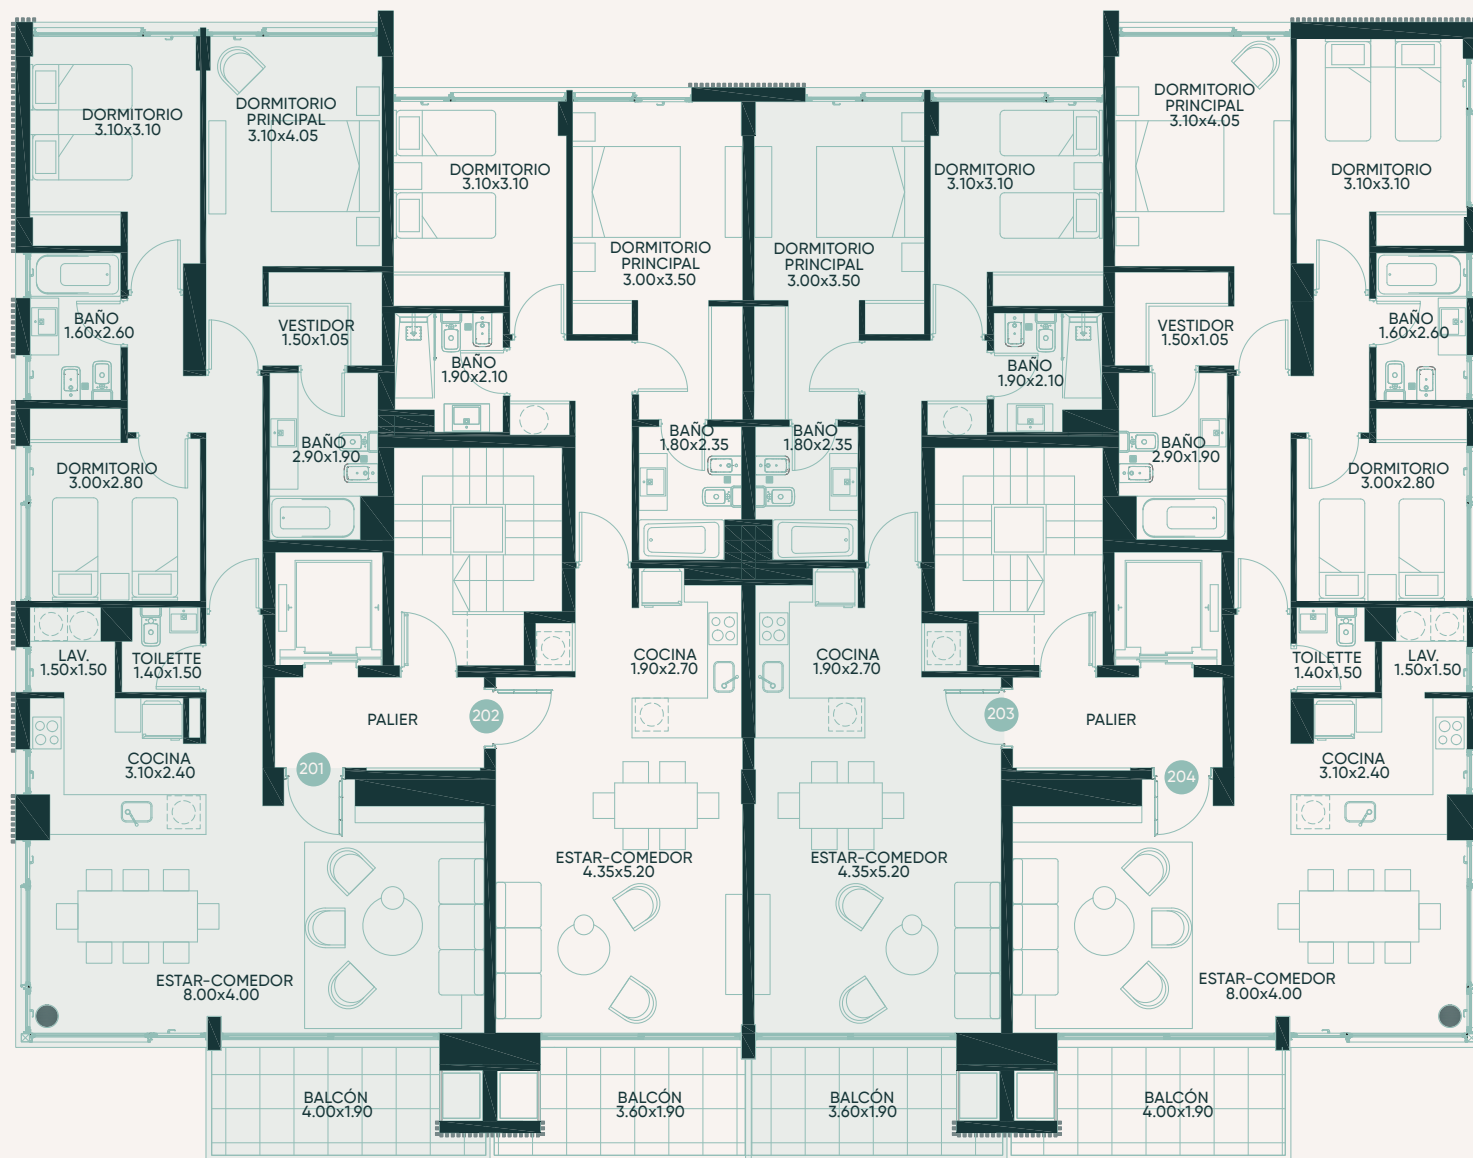 DORMITORIO
3.10x3.10
DORMITORIO
PRINCIPAL
3.10x4.05
DORMITORIO
3.10x3.10
DORMITORIO
PRINCIPAL
3.00x3.50
DORMITORIO
PRINCIPAL
3.00x3.50
DORMITORIO
3.10x3.10
DORMITORIO
PRINCIPAL
3.10x4.05
DORMITORIO
3.10x3.10
BAÑO
1.60x2.60
VESTIDOR
1.50x1.05
BAÑO
1.90x2.10
BAÑO
1.90x2.10
VESTIDOR
1.50x1.05
BAÑO
1.60x2.60
DORMITORIO
3.00x2.80
BAÑO
2.90x1.90
BAÑO
1.80x2.35
BAÑO
1.80x2.35
BAÑO
2.90x1.90
DORMITORIO
3.00x2.80
LAV.
1.50x1.50
TOILETTE
1.40x1.50
COCINA
1.90x2.70
COCINA
1.90x2.70
TOILETTE
1.40x1.50
LAV.
1.50x1.50
PALIER
202
203
PALIER
COCINA
3.10x2.40
201
204
COCINA
3.10x2.40
ESTAR-COMEDOR
4.35x5.20
ESTAR-COMEDOR
4.35x5.20
ESTAR-COMEDOR
8.00x4.00
ESTAR-COMEDOR
8.00x4.00
BALCÓN
4.00x1.90
BALCÓN
3.60x1.90
BALCÓN
3.60x1.90
BALCÓN
4.00x1.90